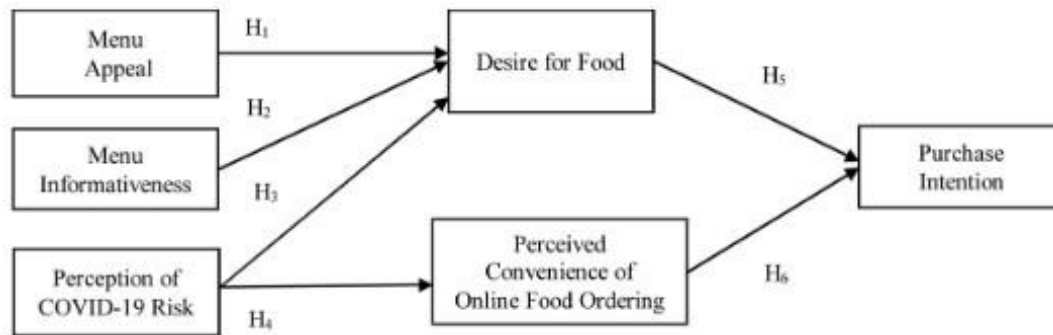 Menu
Appeal
H₁
Desire for Food
H₅
H₂
Menu
Informativeness
H₃
Purchase
Intention
Perception of
COVID-19 Risk
H₄
Perceived
Convenience of
Online Food Ordering
H₆